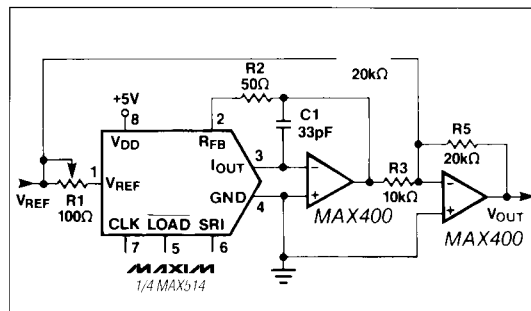 20kΩ
R2
50Ω
+5V
8
2
C1
33pF
R5
20kΩ
VDD
RFB
3
IOUT
1
VREF
VREF
R1
100Ω
GND
4
R3
10kΩ
MAX400
VOUT
MAX400
CLK
LOAD
SRI
7
5
6
MAXIM
1/4 MAX514